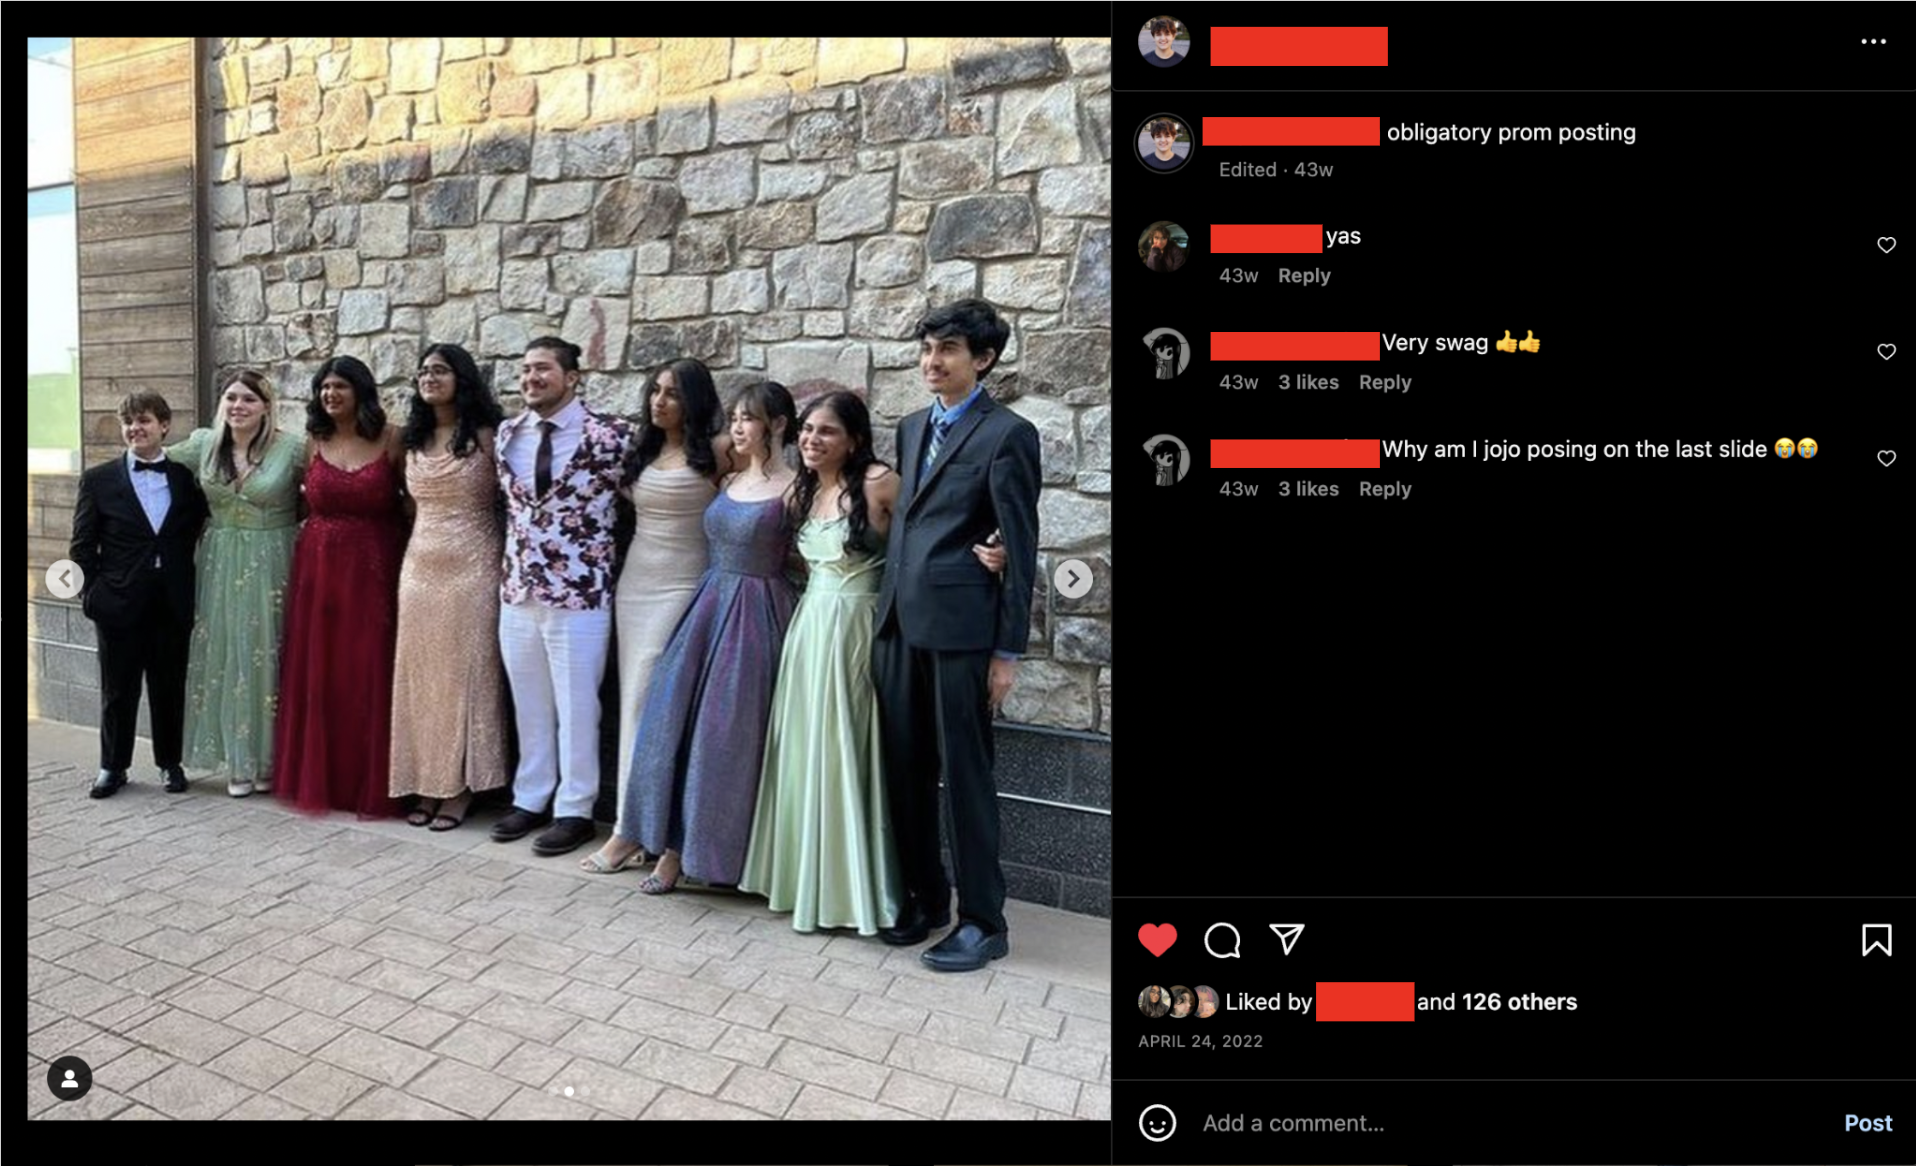 obligatory prom posting
Edited · 43w
yas
43w Reply
Very swag 👍👍
43w 3 likes Reply
Why am I jojo posing on the last slide 😭😭
43w 3 likes Reply
Liked by and 126 others
APRIL 24, 2022
Add a comment...
Post